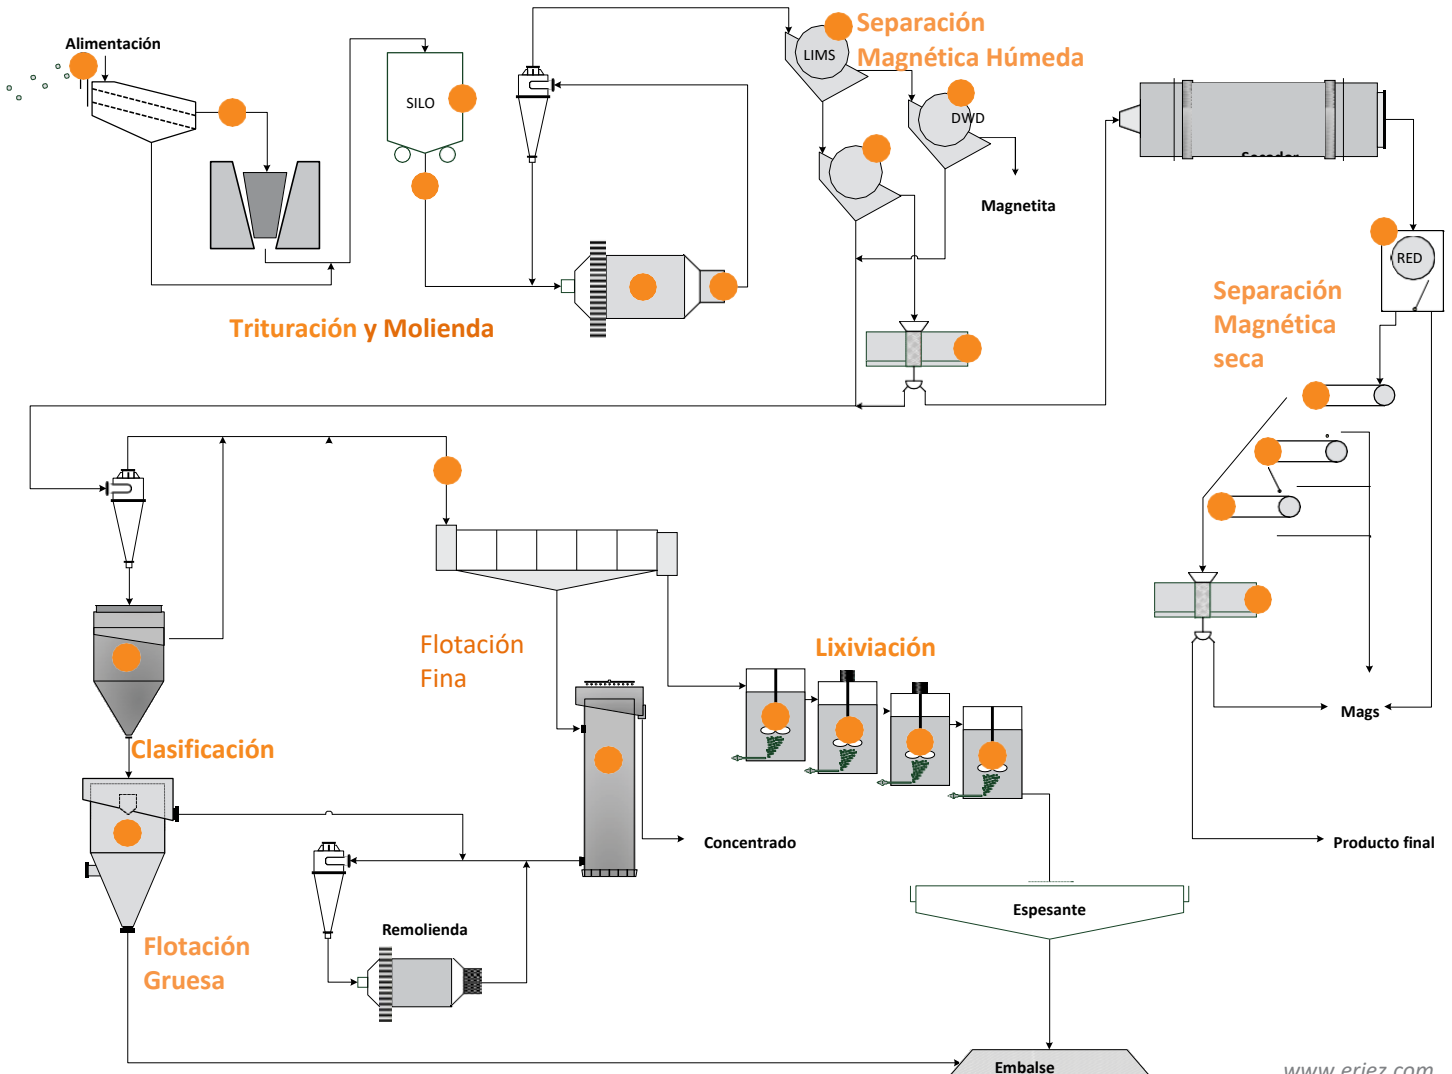 Alimentación
SILO
LIMS
Separación
Magnética Húmeda
DWD
Magnetita
Secador
RED
Separación
Magnética
seca
Trituración y Molienda
Flotación
Fina
Lixiviación
Clasificación
Mags
Concentrado
Producto final
Espesante
Remolienda
Flotación
Gruesa
Embalse
www.eriez.com